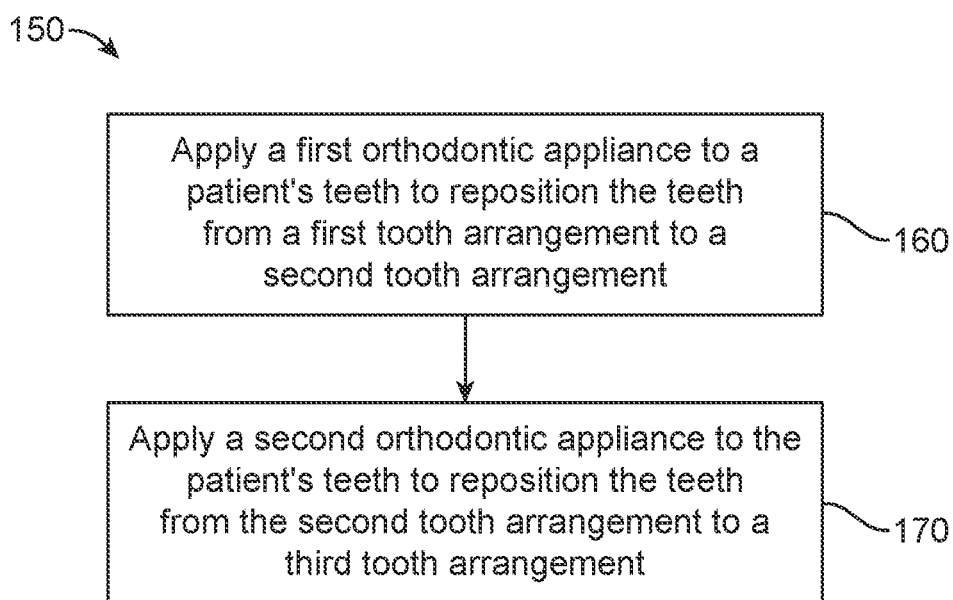 150
Apply a first orthodontic appliance to a
patient's teeth to reposition the teeth
from a first tooth arrangement to a
second tooth arrangement
160
Apply a second orthodontic appliance to the
patient's teeth to reposition the teeth
from the second tooth arrangement to a
third tooth arrangement
170